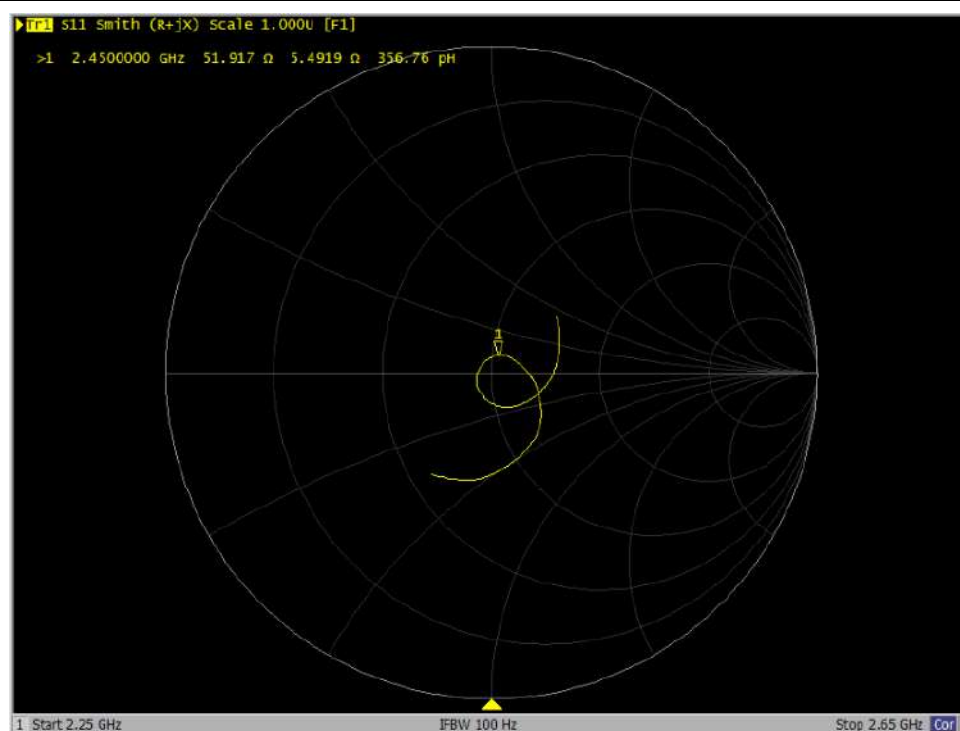 Tr1 S11 Smith (R+jX) Scale 1.000U [F1]
>1 2.4500000 GHz 51.917 Ω 5.4919 Ω 356.76 pH
1
1 Start 2.25 GHz IFBW 100 Hz Stop 2.65 GHz Cor